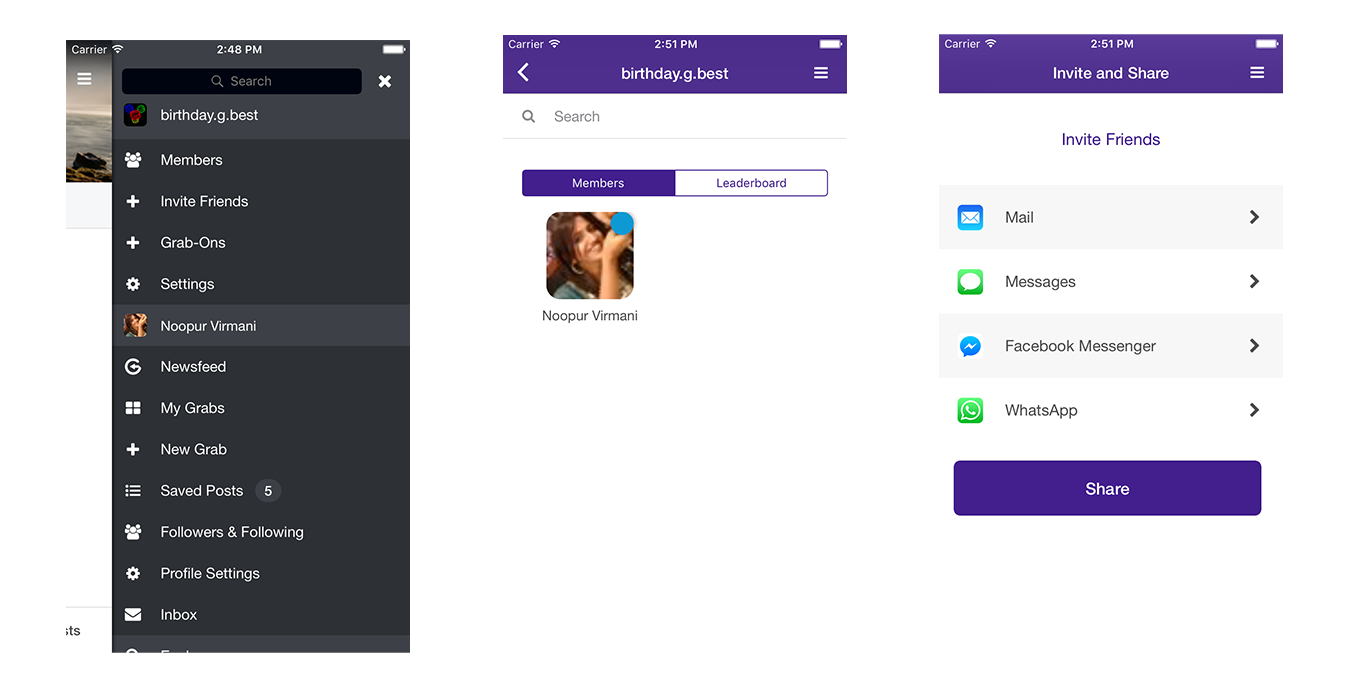 Carrier 2:48 PM
Search
birthday.g.best
Members
Invite Friends
Grab-Ons
Settings
Noopur Virmani
Newsfeed
My Grabs
New Grab
Saved Posts 5
Followers & Following
Profile Settings
Inbox
sts
Carrier 2:51 PM
birthday.g.best
Search
Members Leaderboard
Noopur Virmani
Carrier 2:51 PM
Invite and Share
Invite Friends
Mail
Messages
Facebook Messenger
WhatsApp
Share